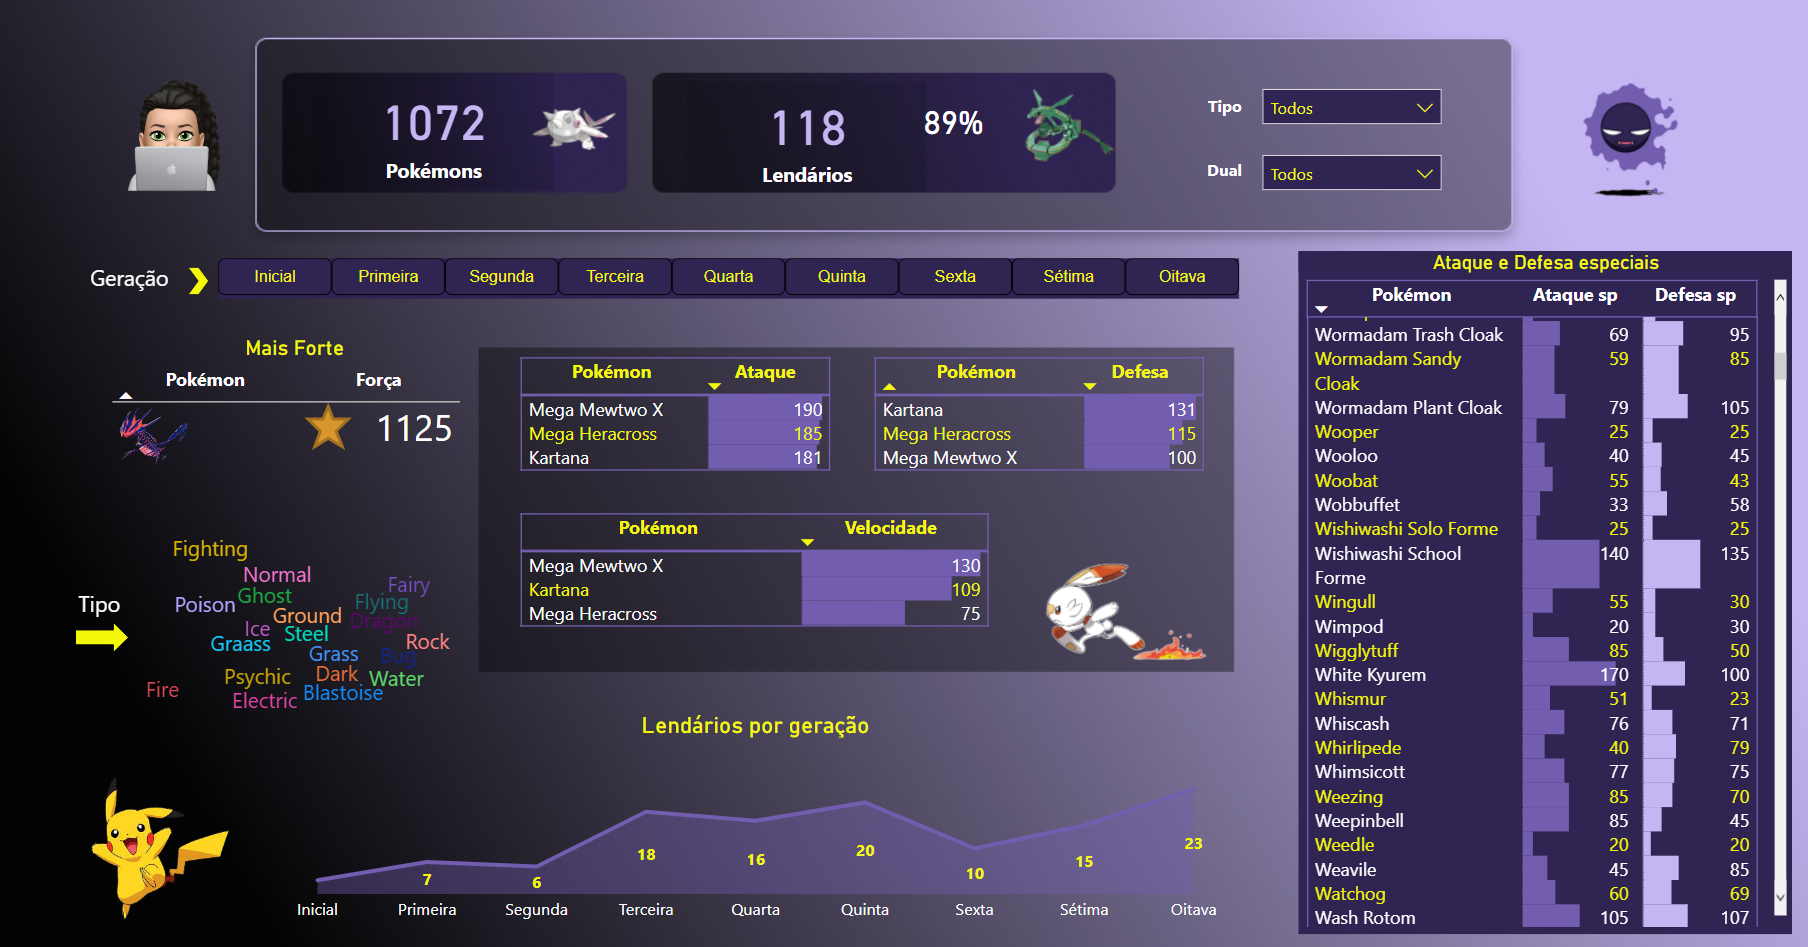 1072
Pokémons
118
89%
Lendários
Tipo
Todos
Dual
Todos
Geração
Inicial
Primeira
Segunda
Terceira
Quarta
Quinta
Sexta
Sétima
Oitava
Mais Forte
Pokémon Força
1125
Pokémon Ataque
Mega Mewtwo X 190
Mega Heracross 185
Kartana 181
Pokémon Defesa
Kartana 131
Mega Heracross 115
Mega Mewtwo X 100
Pokémon Velocidade
Mega Mewtwo X 130
Kartana 109
Mega Heracross 75
Tipo
Fighting
Normal
Fairy
Ghost
Poison
Flying
Ground
Dragon
Ice
Steel
Rock
Graass
Grass
Bug
Psychic
Dark
Water
Fire
Electric
Blastoise
Lendários por geração
7
6
18
16
20
10
15
23
Inicial
Primeira
Segunda
Terceira
Quarta
Quinta
Sexta
Sétima
Oitava
Ataque e Defesa especiais
Pokémon Ataque sp Defesa sp
Wormadam Trash Cloak 69 95
Wormadam Sandy 59 85
Cloak
Wormadam Plant Cloak 79 105
Wooper 25 25
Wooloo 40 45
Woobat 55 43
Wobbuffet 33 58
Wishiwashi Solo Forme 25 25
Wishiwashi School 140 135
Forme
Wingull 55 30
Wimpod 20 30
Wigglytuff 85 50
White Kyurem 170 100
Whismur 51 23
Whiscash 76 71
Whirlipede 40 79
Whimsicott 77 75
Weezing 85 70
Weepinbell 85 45
Weedle 20 20
Weavile 45 85
Watchog 60 69
Wash Rotom 105 107